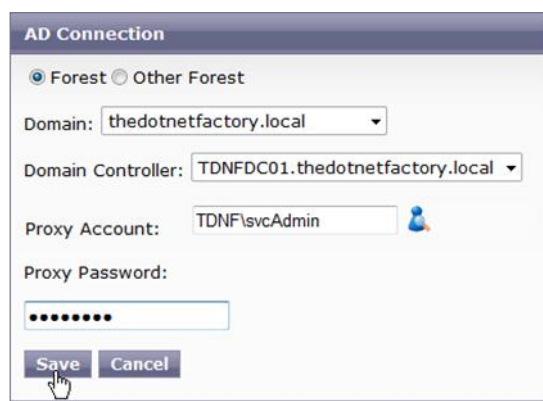 AD Connection
Forest Other Forest
Domain: thedotnetfactory.local
Domain Controller: TDNFDC01.thedotnetfactory.local
Proxy Account: TDNF\svcAdmin
Proxy Password:
••••••••
Save Cancel